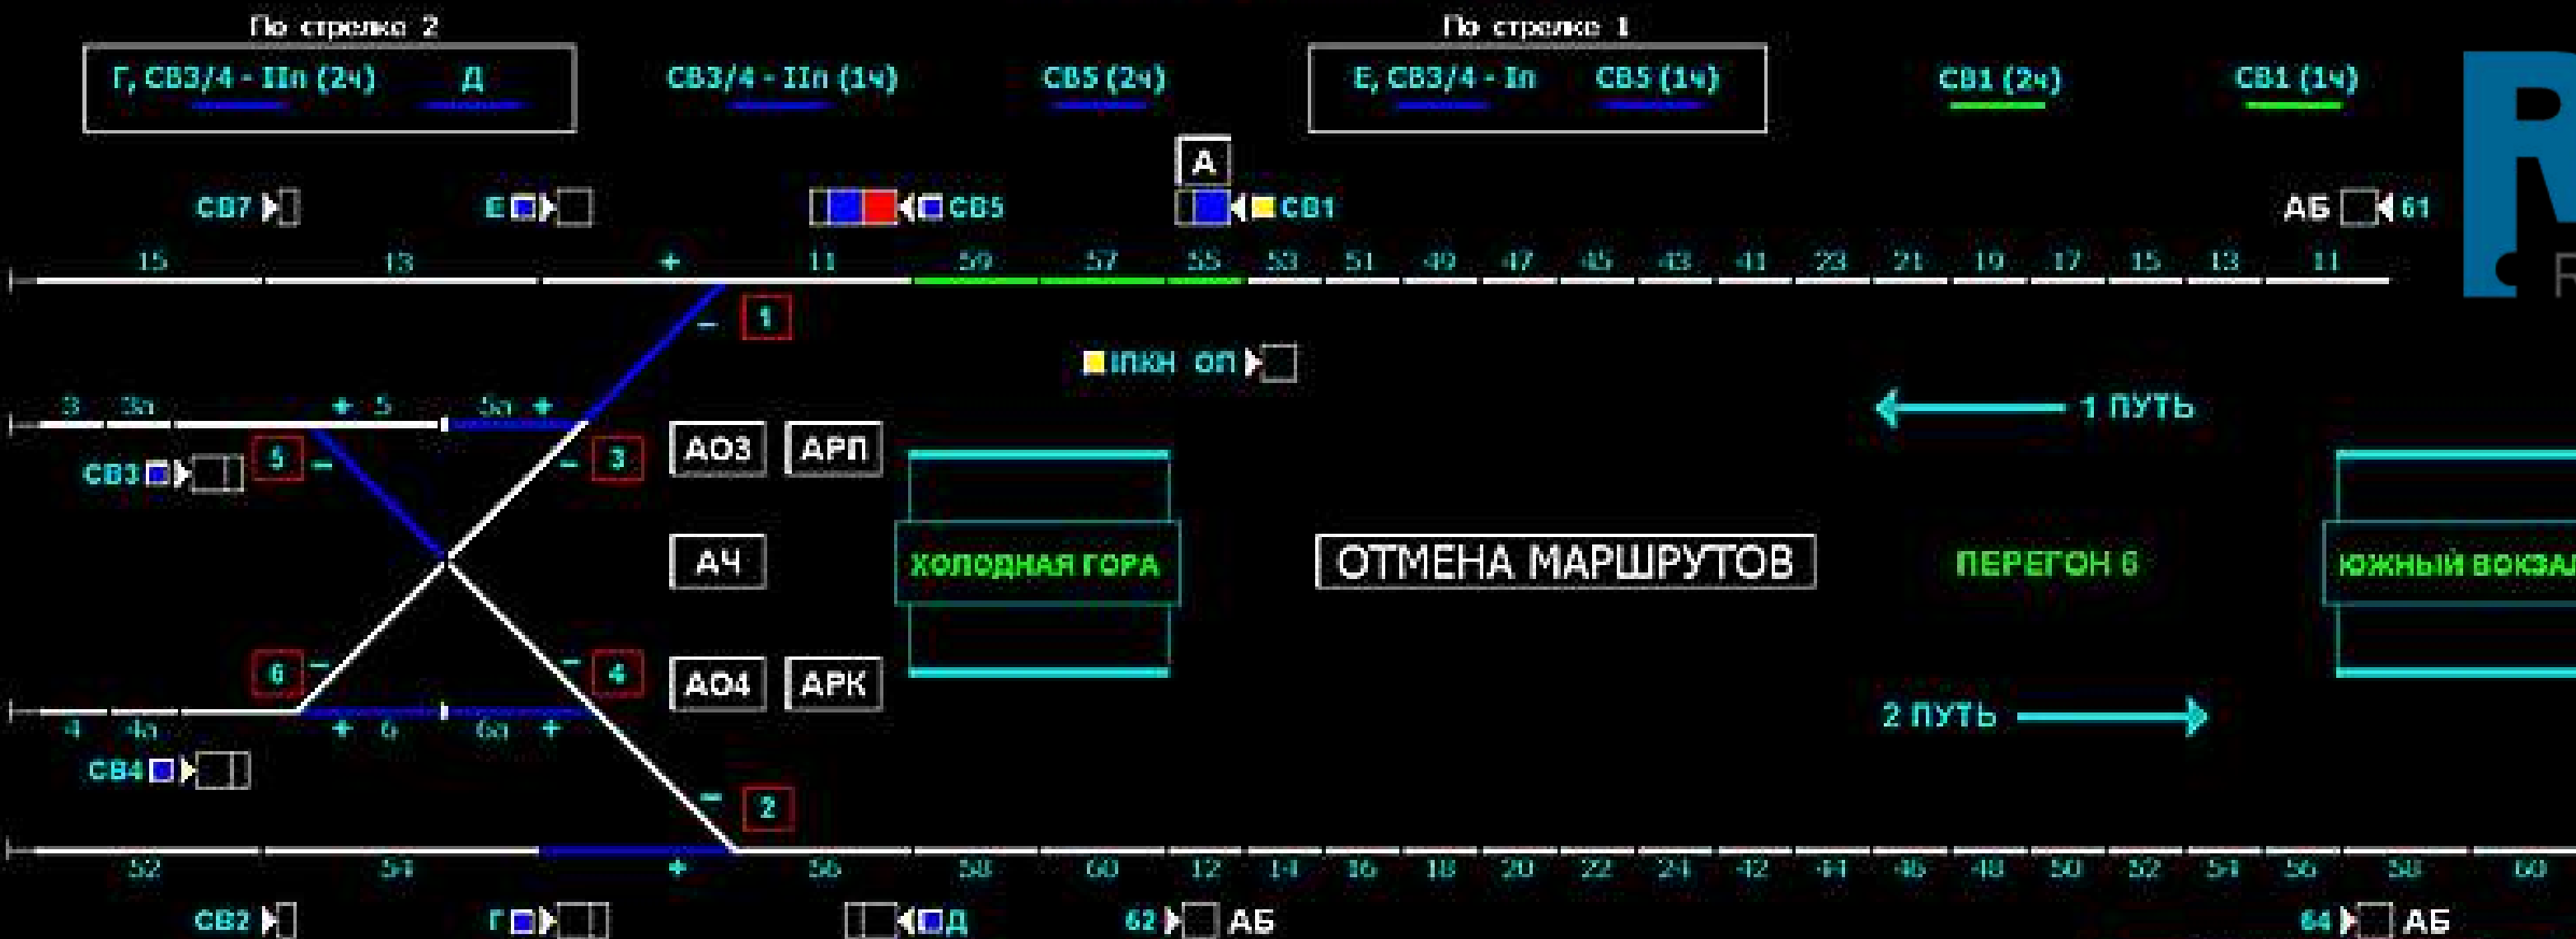 По стрелке 2 По стрелке 1
Г, СВ3/4 - IIп (2ч) Д СВ3/4 - IIп (1ч) СВ5 (2ч) Е, СВ3/4 - Iп СВ5 (1ч) СВ1 (2ч) СВ1 (1ч)
А
СВ7 Е СВ5 СВ1 АБ 61
15 13 + 11 59 57 55 53 51 49 47 45 43 41 23 21 19 17 15 13 11
– 1
IПКН ОП
3 3п + 5 5п + 1 ПУТЬ
СВ3 5 – – 3 АО3 АРП
АЧ ХОЛОДНАЯ ГОРА ОТМЕНА МАРШРУТОВ ПЕРЕГОН 6 ЮЖНЫЙ ВОКЗАЛ
6 – – 4 АО4 АРК
4 4п + 6 6п + 2 ПУТЬ
СВ4
– 2
52 54 + 56 58 60 12 14 16 18 20 22 24 42 44 46 48 50 52 54 56 58 60
СВ2 Г Д 62 АБ 64 АБ